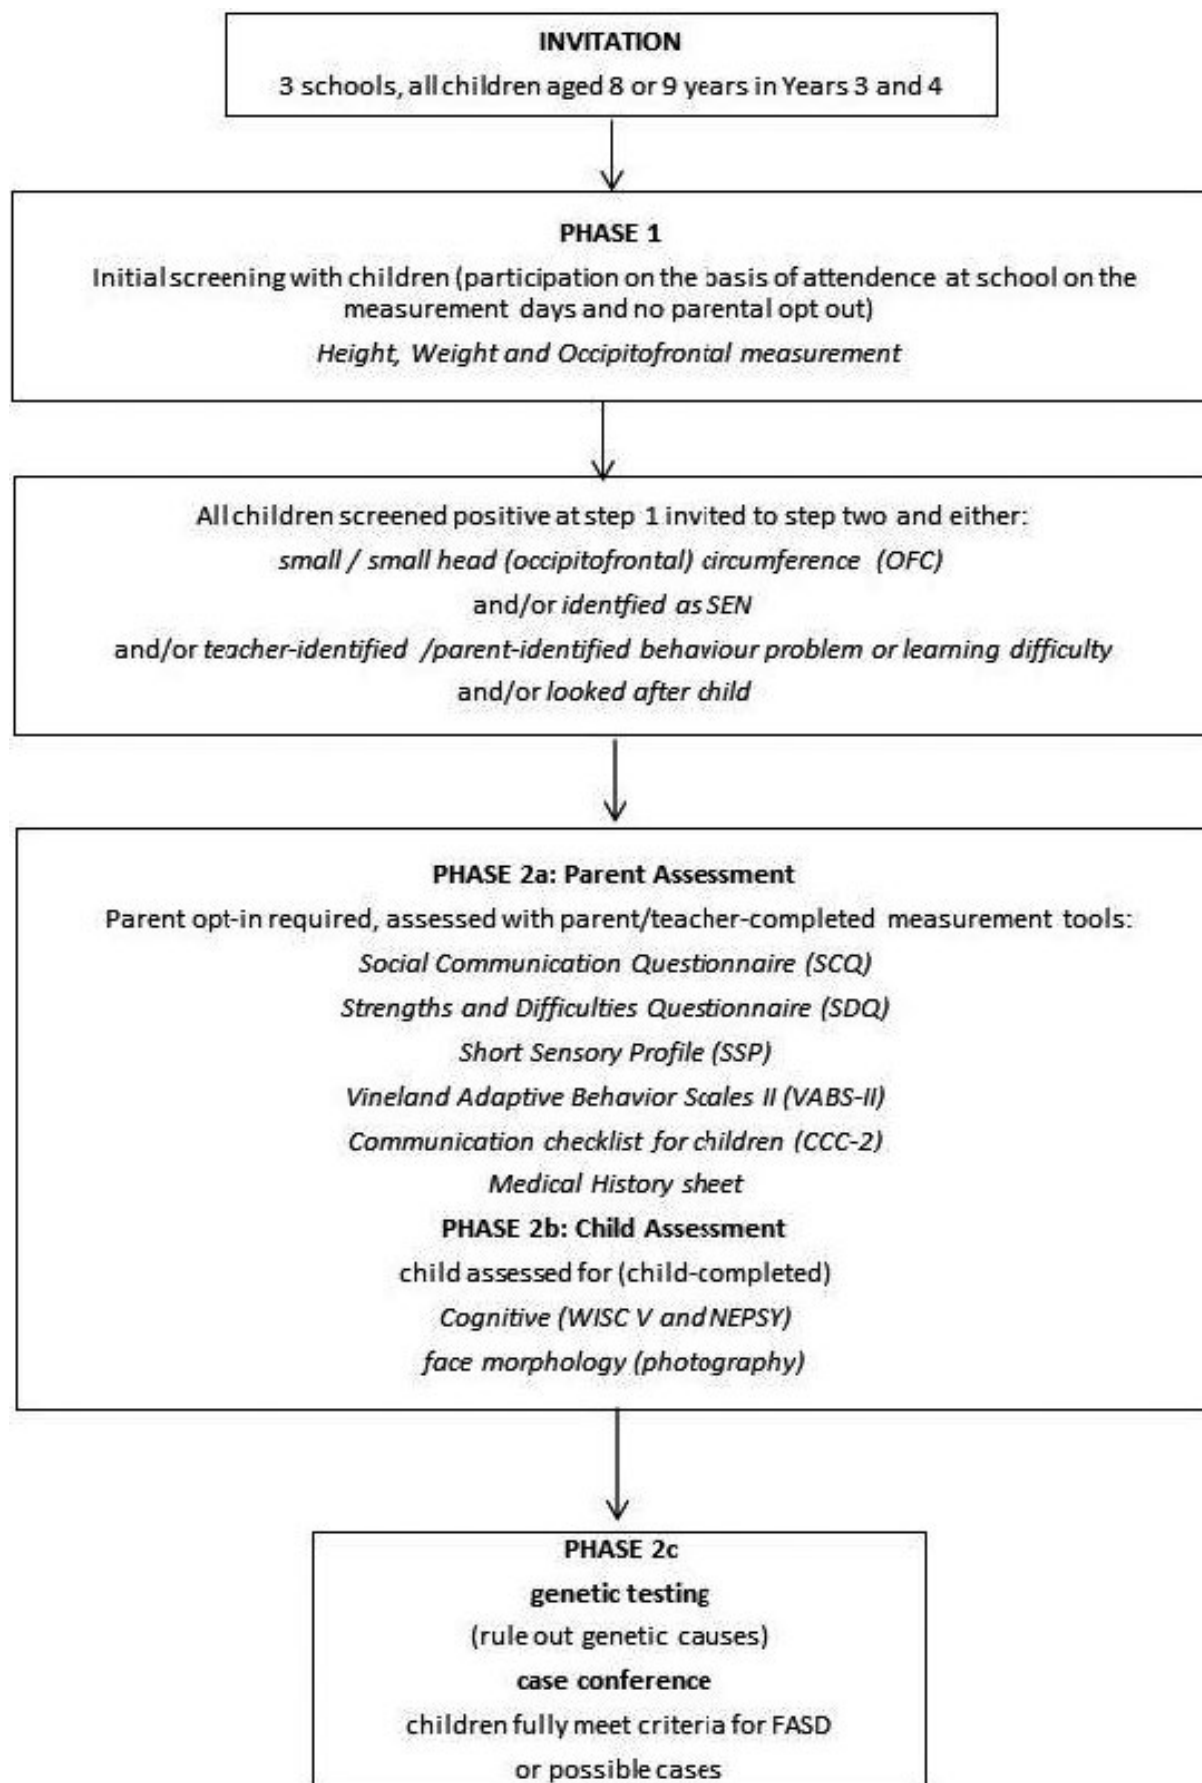 INVITATION
3 schools, all children aged 8 or 9 years in Years 3 and 4
PHASE 1
Initial screening with children (participation on the basis of attendence at school on the
measurement days and no parental opt out)
Height, Weight and Occipitofrontal measurement
All children screened positive at step 1 invited to step two and either:
small / small head (occipitofrontal) circumference (OFC)
and/or identfied as SEN
and/or teacher-identified /parent-identified behaviour problem or learning difficulty
and/or looked after child
PHASE 2a: Parent Assessment
Parent opt-in required, assessed with parent/teacher-completed measurement tools:
Social Communication Questionnaire (SCQ)
Strengths and Difficulties Questionnaire (SDQ)
Short Sensory Profile (SSP)
Vineland Adaptive Behavior Scales II (VABS-II)
Communication checklist for children (CCC-2)
Medical History sheet
PHASE 2b: Child Assessment
child assessed for (child-completed)
Cognitive (WISC V and NEPSY)
face morphology (photography)
PHASE 2c
genetic testing
(rule out genetic causes)
case conference
children fully meet criteria for FASD
or possible cases